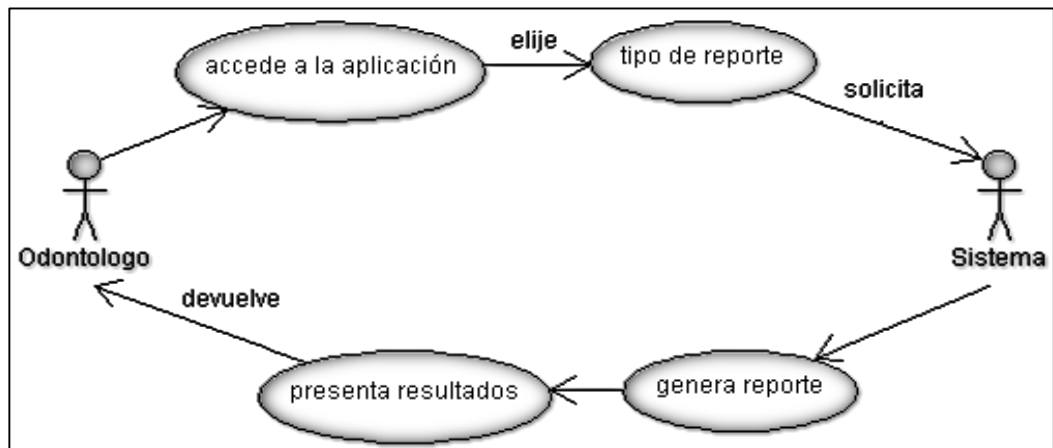 elije
accede a la aplicación
tipo de reporte
solicita
Odontologo
Sistema
devuelve
presenta resultados
genera reporte